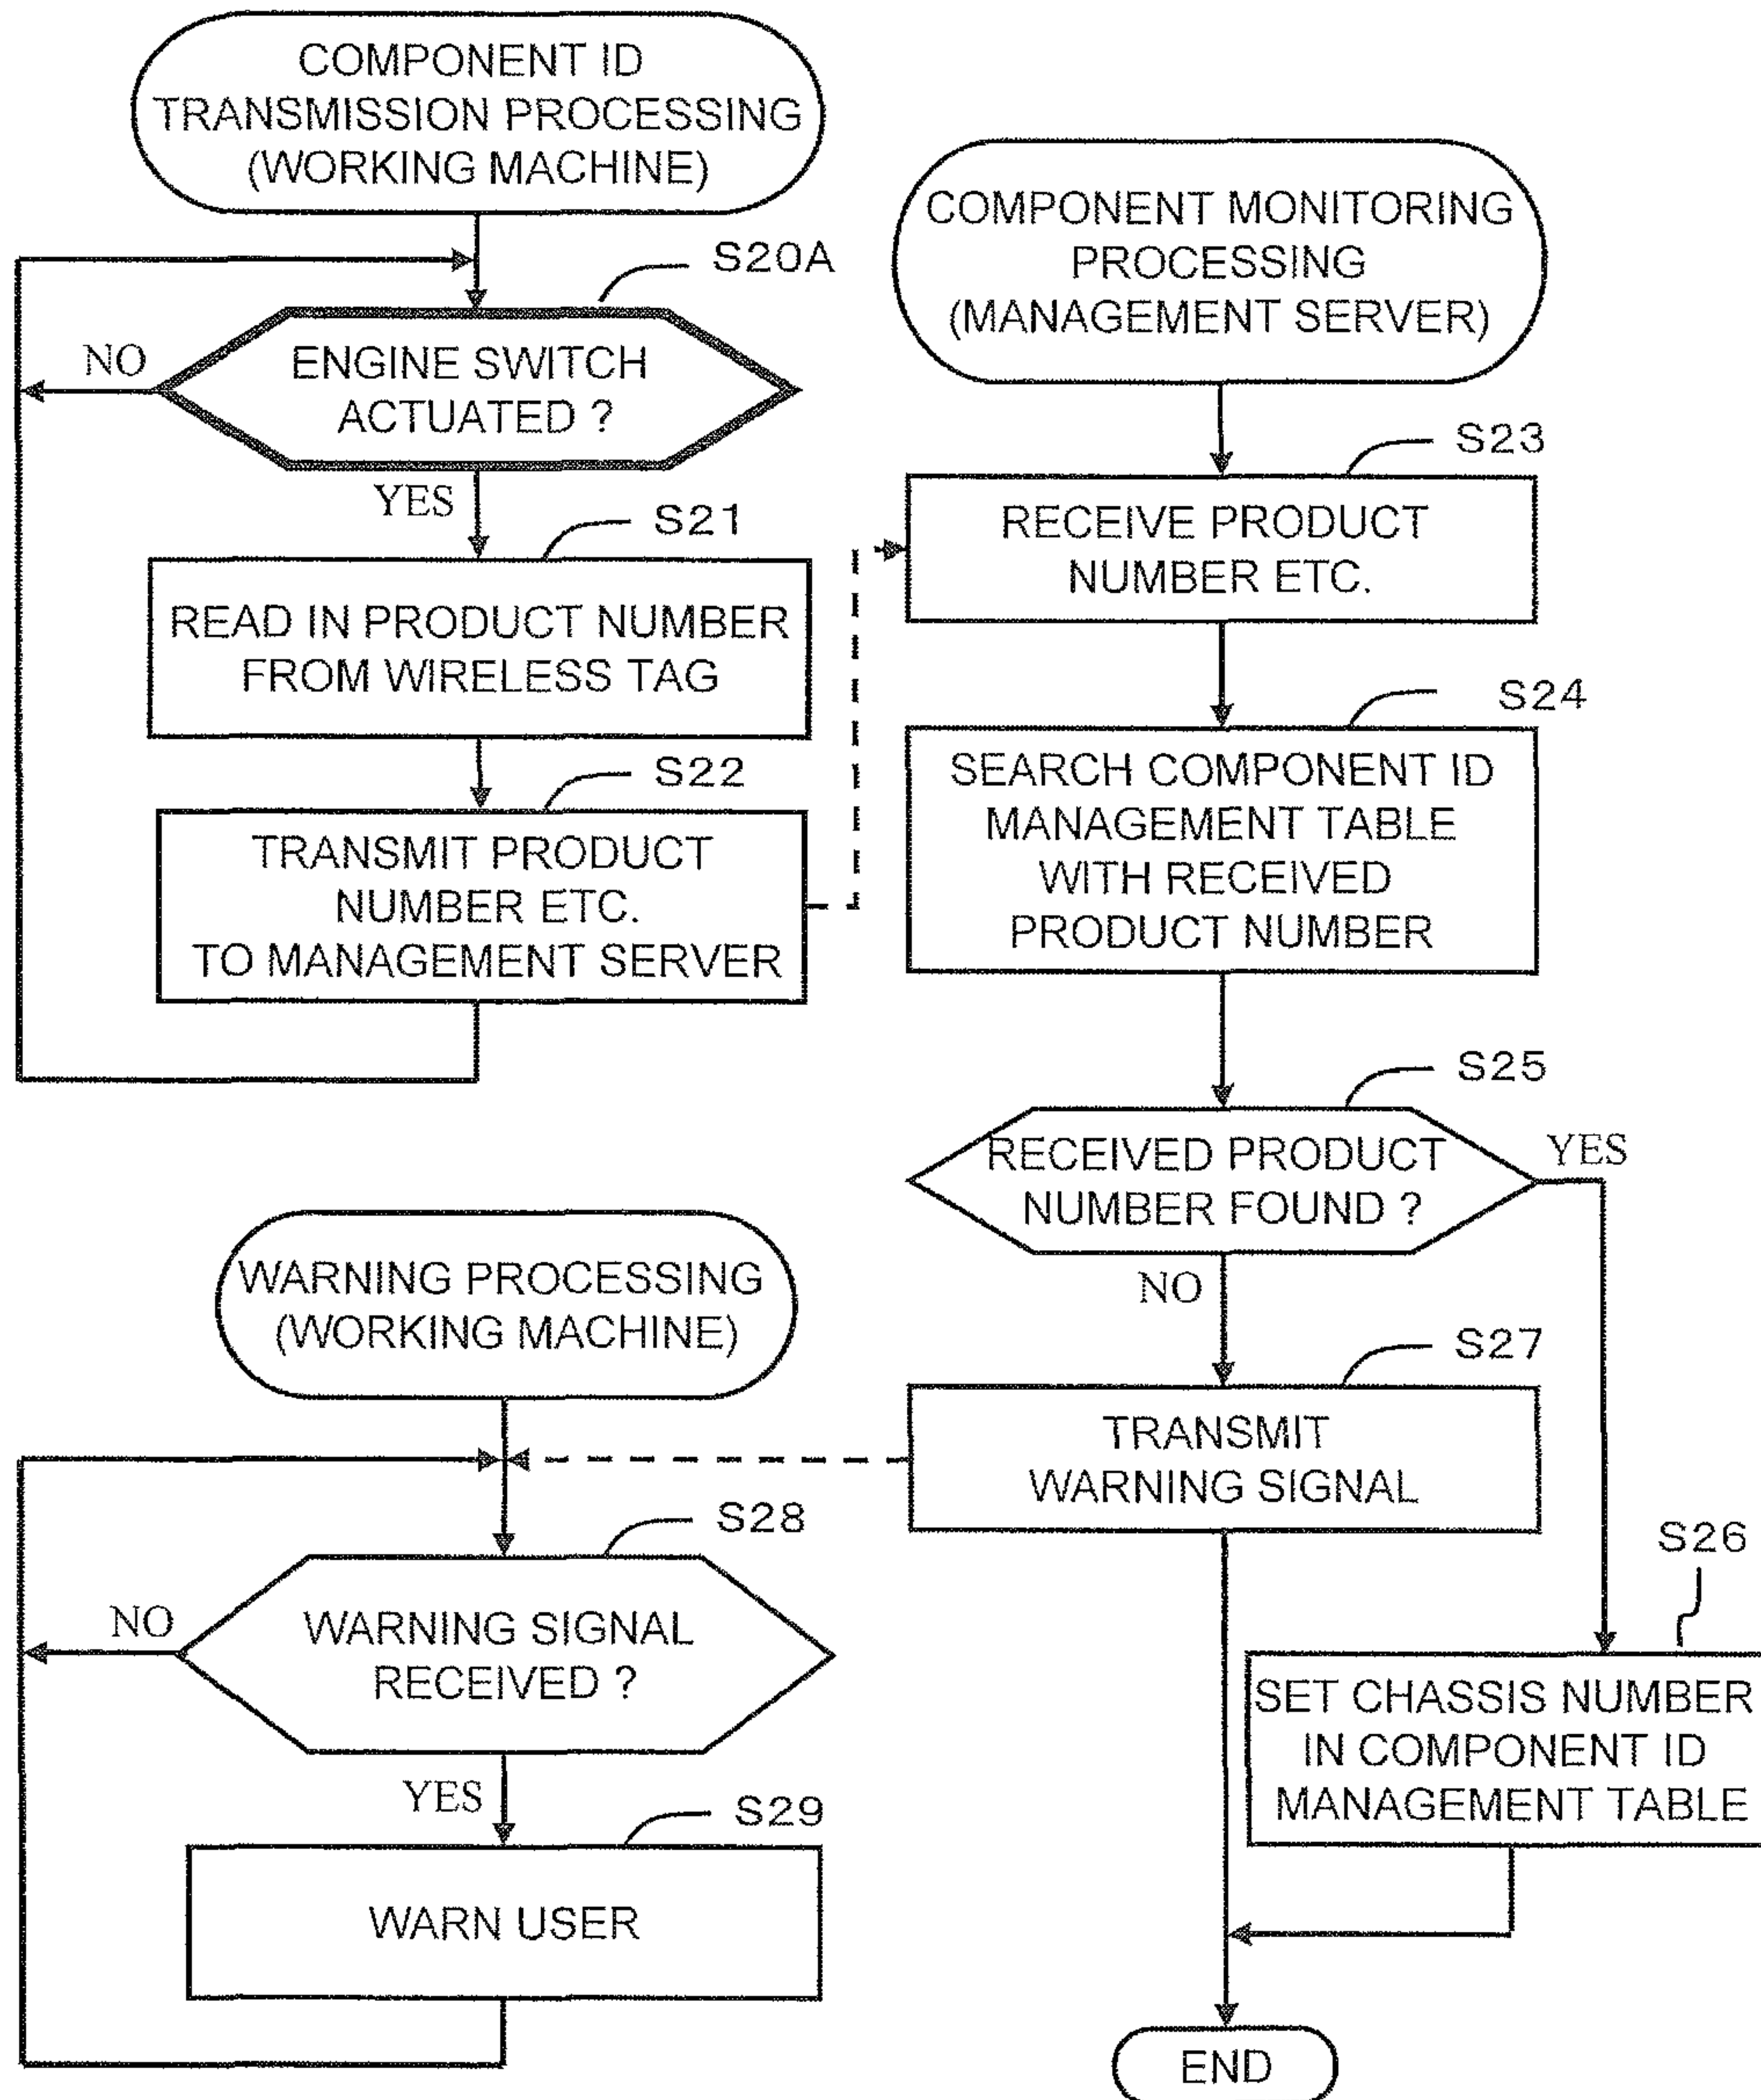 COMPONENT ID
TRANSMISSION PROCESSING
(WORKING MACHINE)
S20A
ENGINE SWITCH
ACTUATED ?
NO
YES
S21
READ IN PRODUCT NUMBER
FROM WIRELESS TAG
S22
TRANSMIT PRODUCT
NUMBER ETC.
TO MANAGEMENT SERVER
COMPONENT MONITORING
PROCESSING
(MANAGEMENT SERVER)
S23
RECEIVE PRODUCT
NUMBER ETC.
S24
SEARCH COMPONENT ID
MANAGEMENT TABLE
WITH RECEIVED
PRODUCT NUMBER
S25
RECEIVED PRODUCT
NUMBER FOUND ?
YES
NO
S27
TRANSMIT
WARNING SIGNAL
S26
SET CHASSIS NUMBER
IN COMPONENT ID
MANAGEMENT TABLE
END
WARNING PROCESSING
(WORKING MACHINE)
S28
WARNING SIGNAL
RECEIVED ?
NO
YES
S29
WARN USER